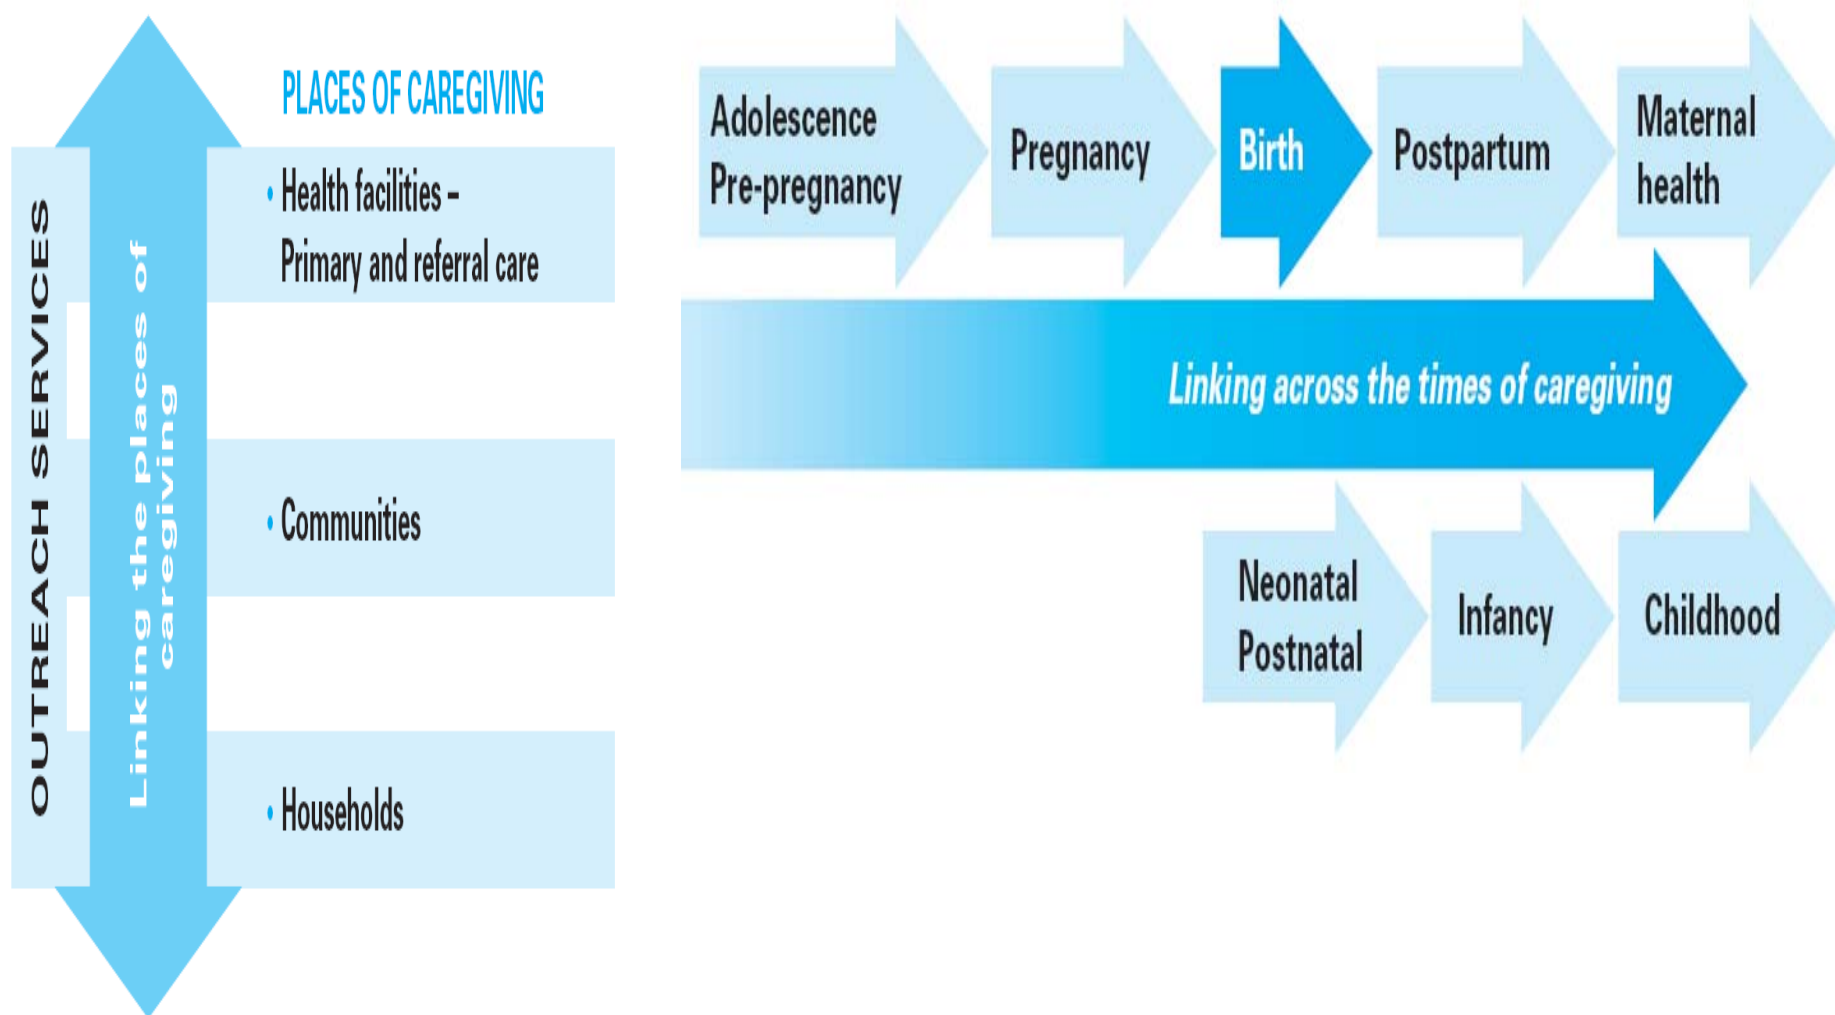 OUTREACH SERVICES
Linking the places of
caregiving
PLACES OF CAREGIVING
• Health facilities –
Primary and referral care
• Communities
• Households
Adolescence
Pre-pregnancy
Pregnancy
Birth
Postpartum
Maternal
health
Linking across the times of caregiving
Neonatal
Postnatal
Infancy
Childhood